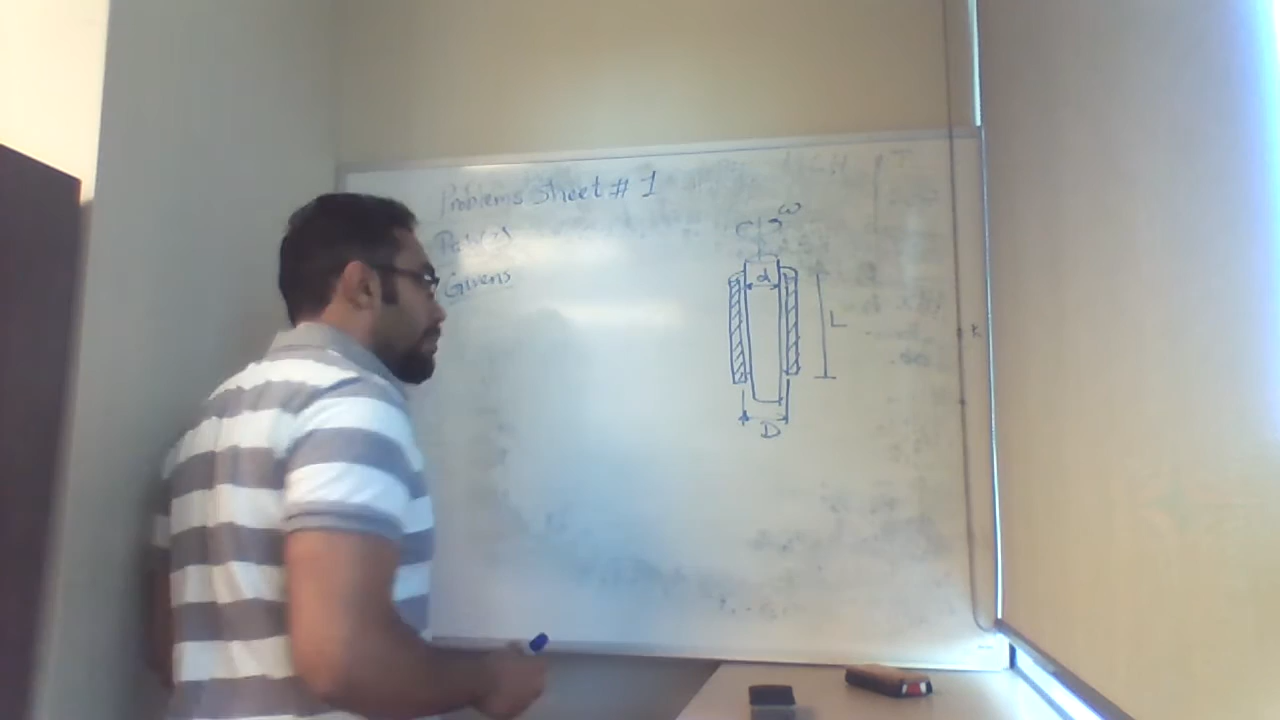 Problems Sheet # 1
Givens
ω
d
L
D